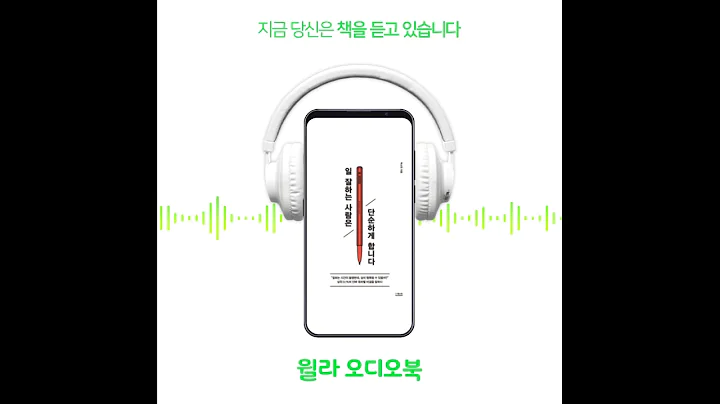 지금 당신은 책을 듣고 있습니다
일 잘하는 사람은
단순하게 합니다
윌라 오디오북